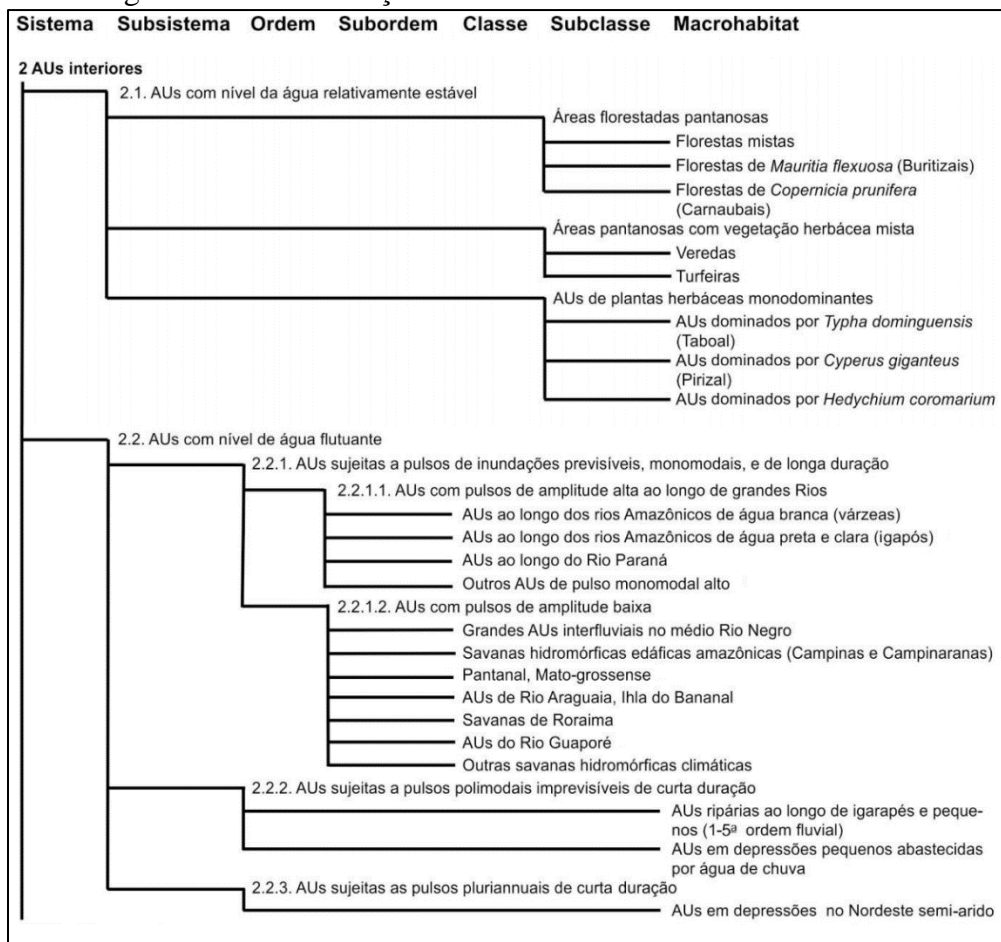 Sistema Subsistema Ordem Subordem Classe Subclasse Macrohabitat
2 AUs interiores
2.1. AUs com nível da água relativamente estável
Áreas florestadas pantanosas
Florestas mistas
Florestas de Mauritia flexuosa (Buritizais)
Florestas de Copernicia prunifera
(Carnaubais)
Áreas pantanosas com vegetação herbácea mista
Veredas
Turfeiras
AUs de plantas herbáceas monodominantes
AUs dominados por Typha dominguensis
(Taboal)
AUs dominados por Cyperus giganteus
(Pirizal)
AUs dominados por Hedychium coromarium
2.2. AUs com nível de água flutuante
2.2.1. AUs sujeitas a pulsos de inundações previsíveis, monomodais, e de longa duração
2.2.1.1. AUs com pulsos de amplitude alta ao longo de grandes Rios
AUs ao longo dos rios Amazônicos de água branca (várzeas)
AUs ao longo dos rios Amazônicos de água preta e clara (igapós)
AUs ao longo do Rio Paraná
Outros AUs de pulso monomodal alto
2.2.1.2. AUs com pulsos de amplitude baixa
Grandes AUs interfluviais no médio Rio Negro
Savanas hidromórficas edáficas amazônicas (Campinas e Campinaranas)
Pantanal, Mato-grossense
AUs de Rio Araguaia, Ihla do Bananal
Savanas de Roraima
AUs do Rio Guaporé
Outras savanas hidromórficas climáticas
2.2.2. AUs sujeitas a pulsos polimodais imprevisíveis de curta duração
AUs ripárias ao longo de igarapés e peque-
nos (1-5ª ordem fluvial)
AUs em depressões pequenos abastecidas
por água de chuva
2.2.3. AUs sujeitas as pulsos pluriannuais de curta duração
AUs em depressões no Nordeste semi-arido